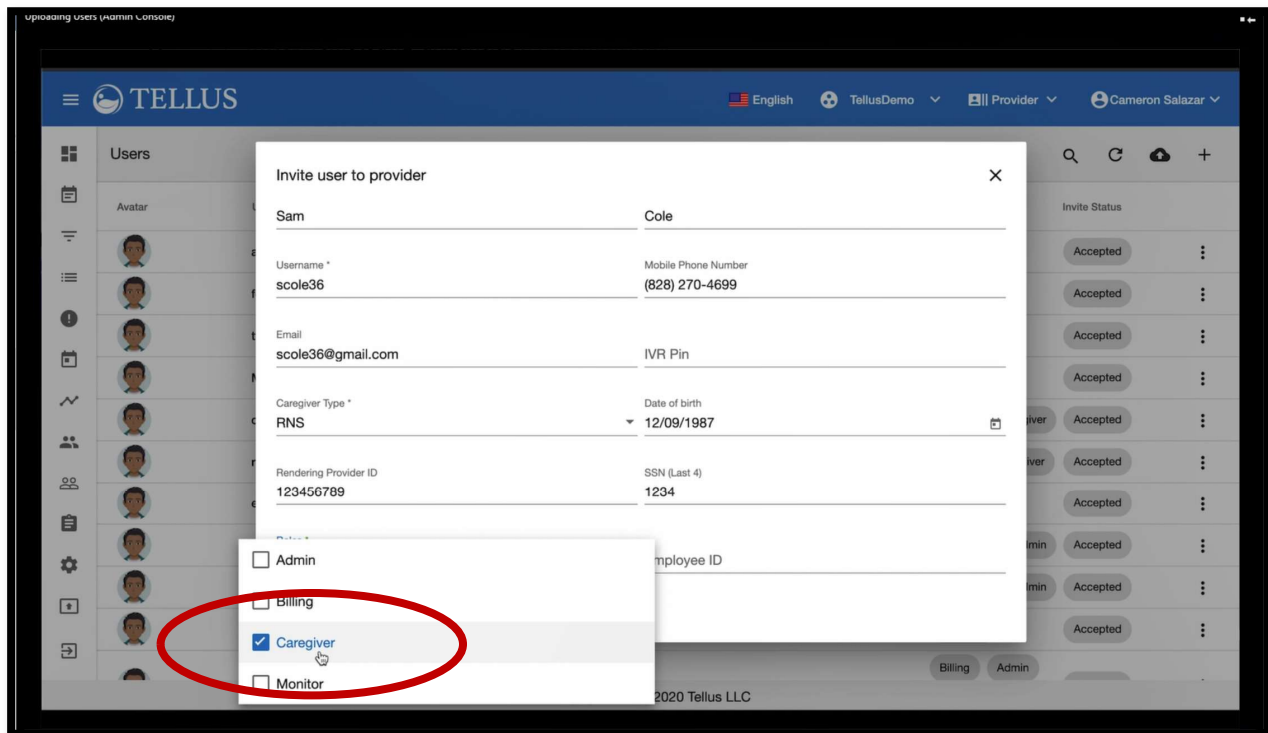 Uploading Users (Admin Console)
TELLUS
English TellusDemo Provider Cameron Salazar
Users
Invite user to provider
Avatar
Invite Status
Sam Cole
Accepted
Username * Mobile Phone Number
scole36 (828) 270-4699
Accepted
Email
Accepted
scole36@gmail.com IVR Pin
Accepted
Caregiver Type * Date of birth
RNS 12/09/1987
Accepted
Accepted
Rendering Provider ID SSN (Last 4)
123456789 1234
Accepted
Roles *
Accepted
Admin
mployee ID
Accepted
Billing
Accepted
Caregiver
Billing Admin
Monitor
2020 Tellus LLC